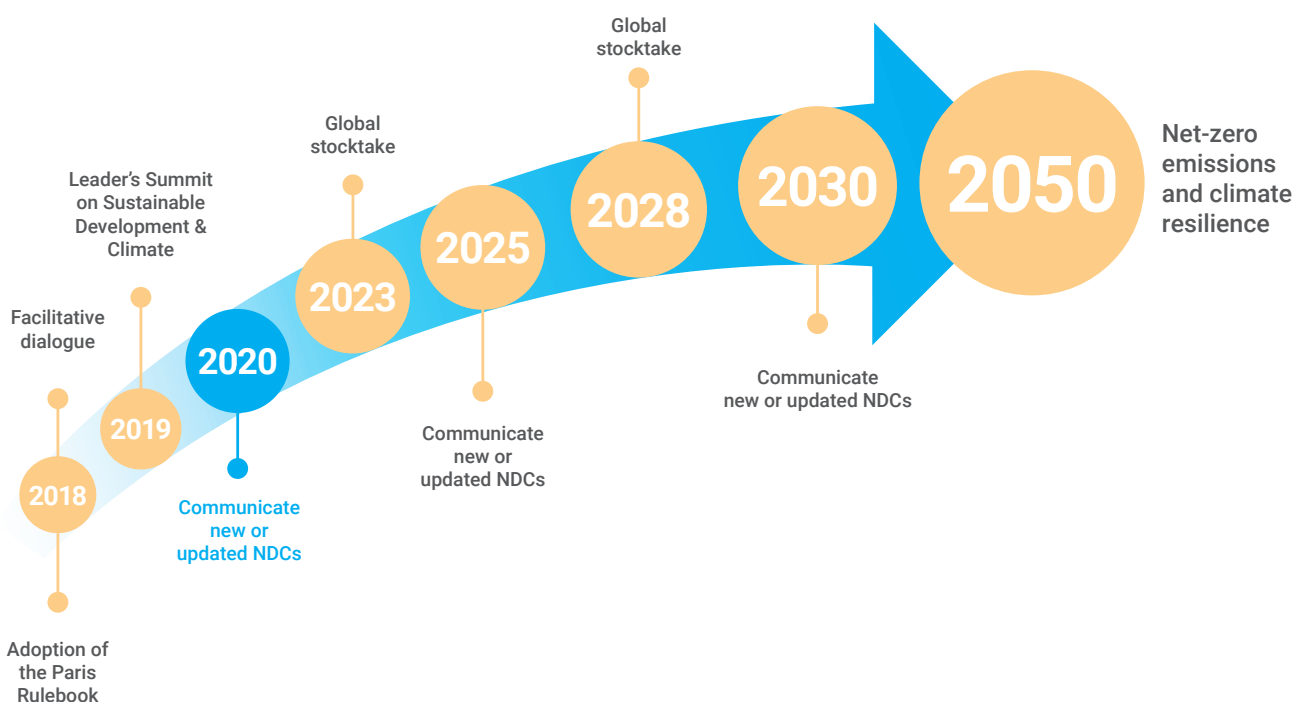 Facilitative
dialogue
2018
Adoption of
the Paris
Rulebook
Leader’s Summit
on Sustainable
Development &
Climate
2019
2020
Communicate
new or
updated NDCs
Global
stocktake
2023
2025
Communicate
new or
updated NDCs
Global
stocktake
2028
2030
Communicate
new or updated NDCs
2050
Net-zero
emissions
and climate
resilience